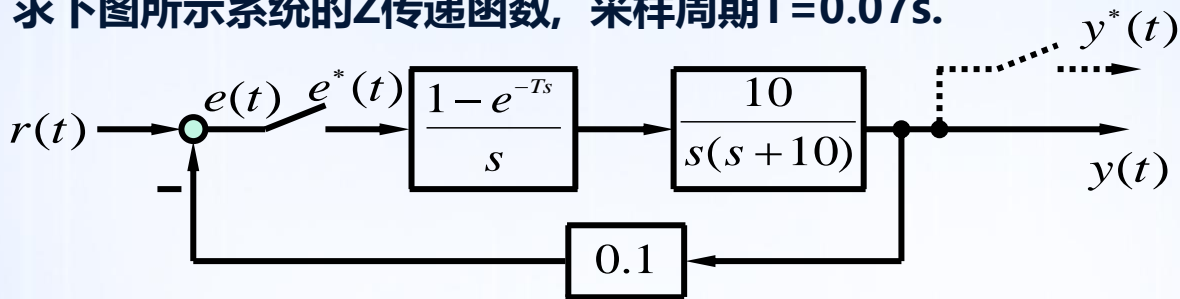 求下图所示系统的Z传递函数, 采样周期T=0.07s.
y*(t)
e(t) e*(t)
r(t)
1 − e^{−Ts}
s
10
s(s + 10)
y(t)
−
0.1